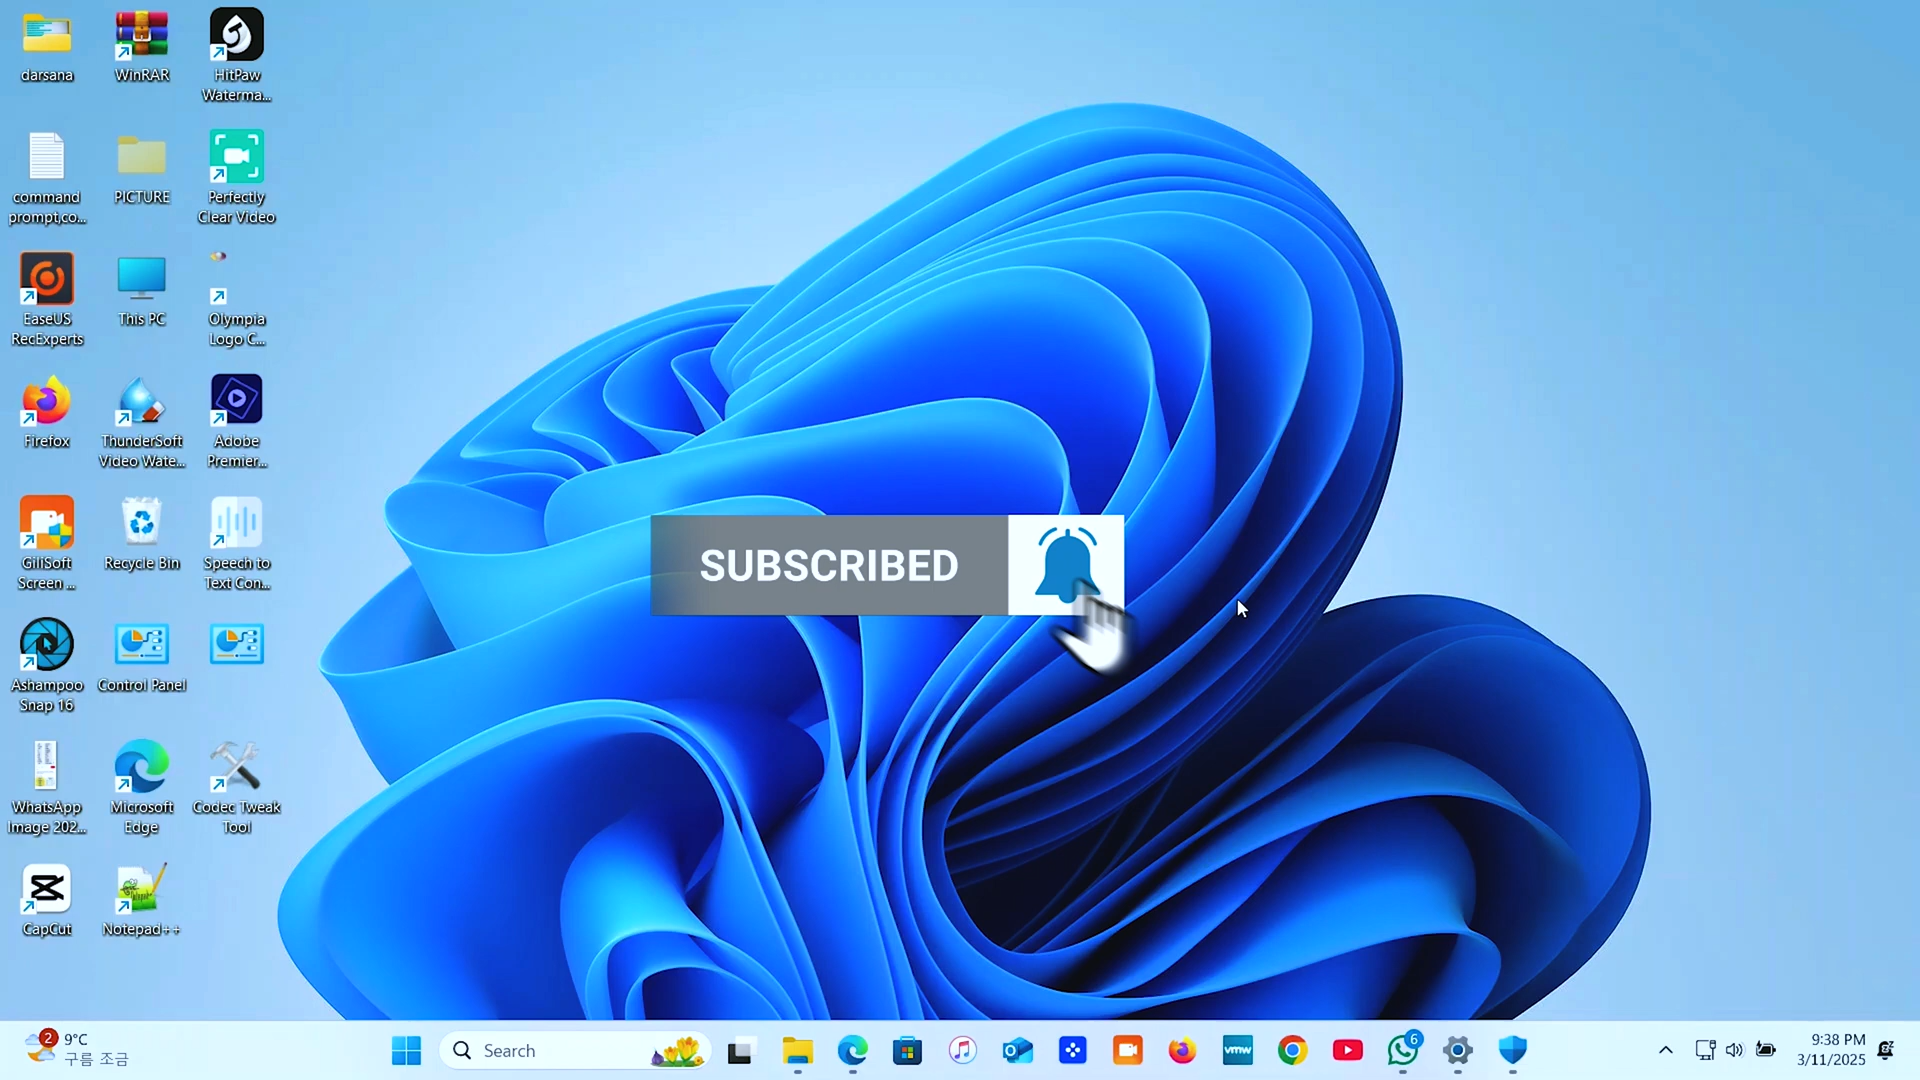 darsana
WinRAR
HitPaw
Waterma...
command
prompt,co...
PICTURE
Perfectly
Clear Video
EaseUS
RecExperts
This PC
Olympia
Logo C...
Firefox
ThunderSoft
Video Wate...
Adobe
Premier...
GiliSoft
Screen ...
Recycle Bin
Speech to
Text Con...
SUBSCRIBED
Ashampoo
Snap 16
Control Panel
WhatsApp
Image 202...
Microsoft
Edge
Codec Tweak
Tool
CapCut
Notepad++
2
9°C
구름 조금
Search
vmw
6
9:38 PM
3/11/2025